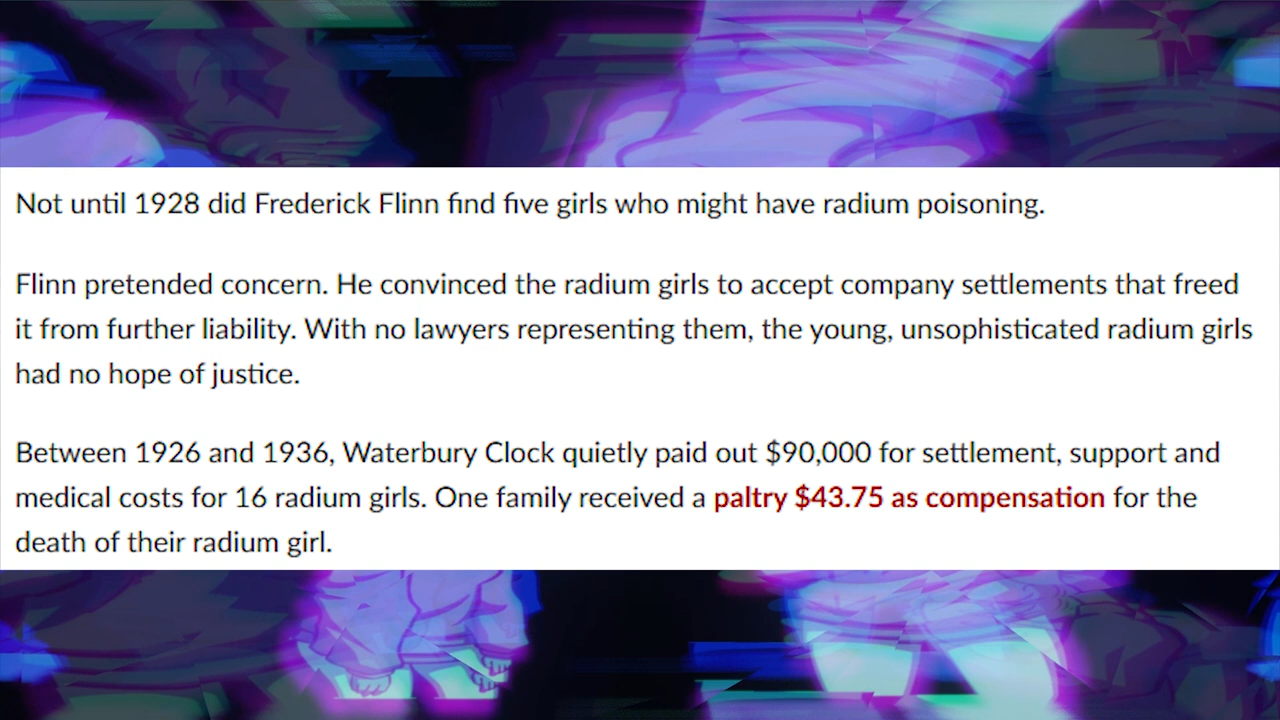 Not until 1928 did Frederick Flinn find five girls who might have radium poisoning.
Flinn pretended concern. He convinced the radium girls to accept company settlements that freed
it from further liability. With no lawyers representing them, the young, unsophisticated radium girls
had no hope of justice.
Between 1926 and 1936, Waterbury Clock quietly paid out $90,000 for settlement, support and
medical costs for 16 radium girls. One family received a paltry $43.75 as compensation for the
death of their radium girl.